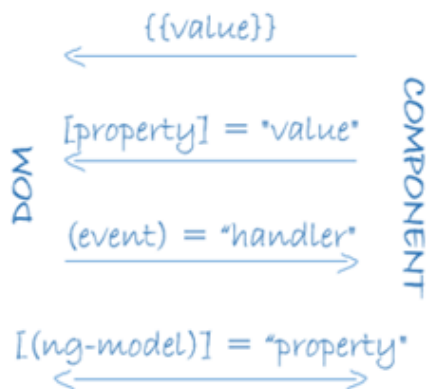 {{value}}
[property] = "value"
(event) = "handler"
[(ng-model)] = "property"
DOM
COMPONENT